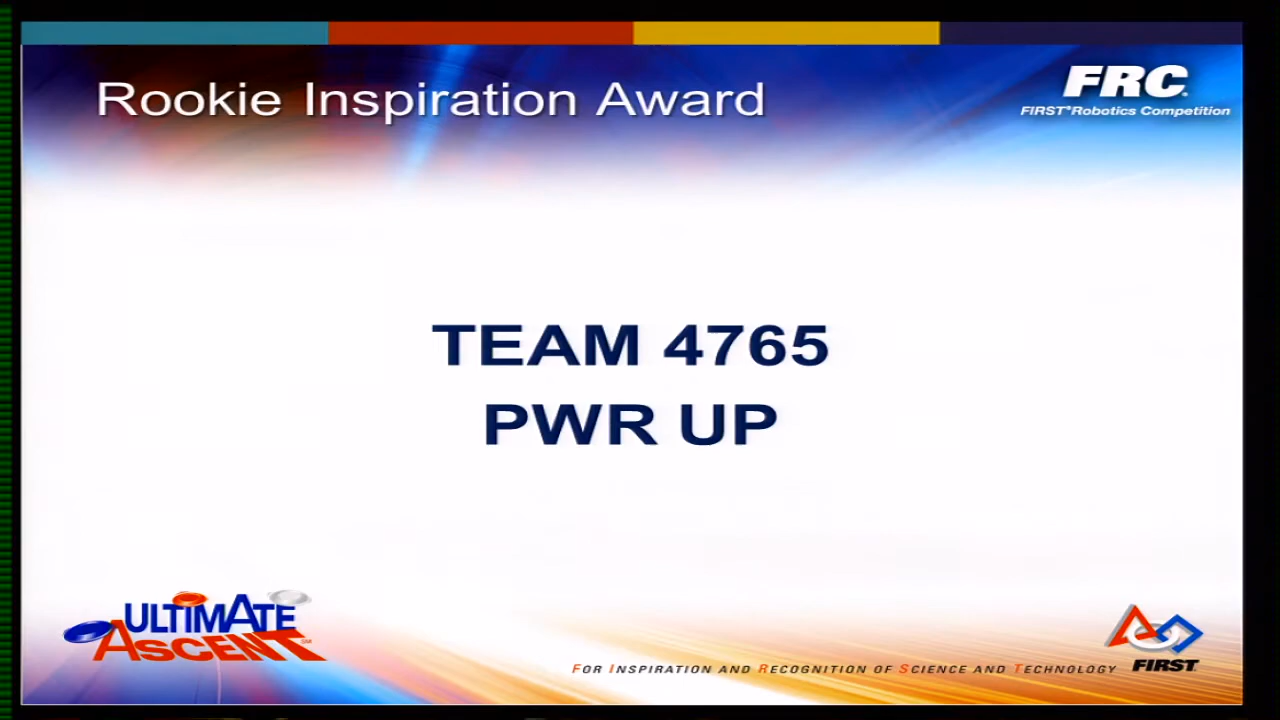 Rookie Inspiration Award
FRC
FIRST® Robotics Competition
TEAM 4765
PWR UP
ULTIMATE
ASCENT℠
FOR INSPIRATION AND RECOGNITION OF SCIENCE AND TECHNOLOGY
FIRST